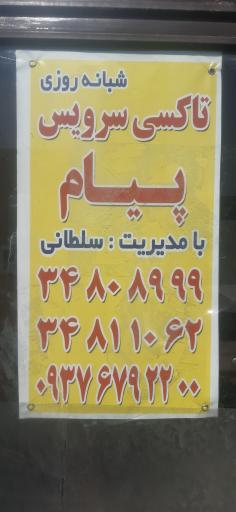 شبانه روزی
تاکسی سرویس
پیام
با مدیریت : سلطانی
۳۴ ۸۰ ۸۹ ۹۹
۳۴ ۸۱ ۱۰ ۶۲
۰۹۳۷ ۶۷۹ ۲۲ ۰۰